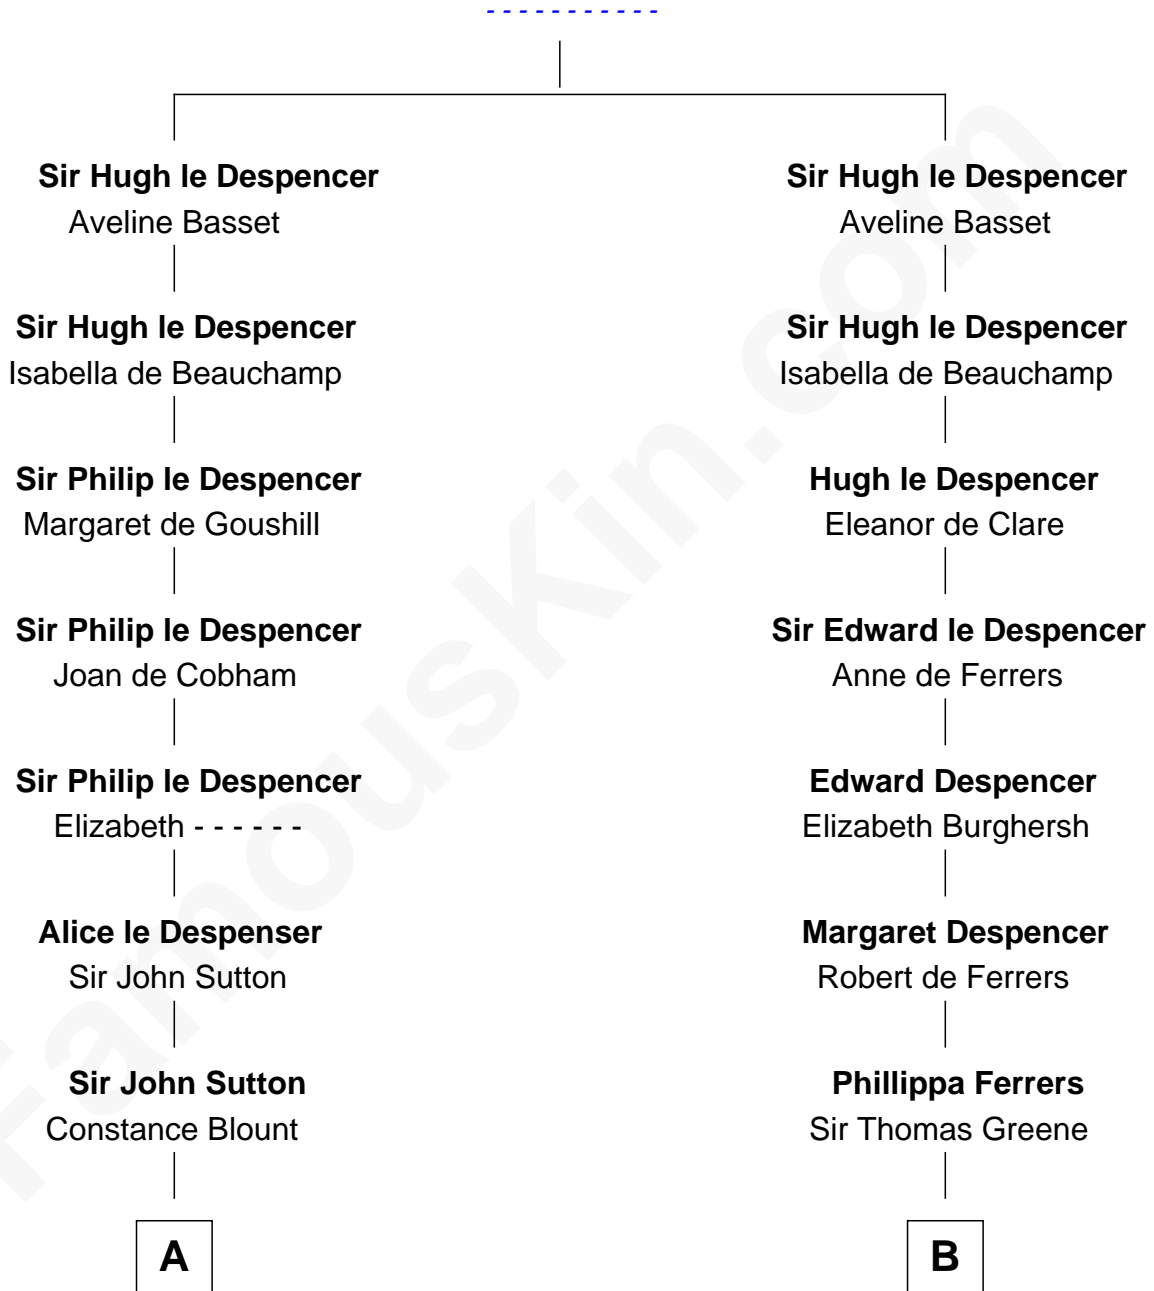 - - - - - - - - - - -
Sir Hugh le Despencer
Aveline Basset
Sir Hugh le Despencer
Isabella de Beauchamp
Sir Philip le Despencer
Margaret de Goushill
Sir Philip le Despencer
Joan de Cobham
Sir Philip le Despencer
Elizabeth - - - - - -
Alice le Despenser
Sir John Sutton
Sir John Sutton
Constance Blount
A
Sir Hugh le Despencer
Aveline Basset
Sir Hugh le Despencer
Isabella de Beauchamp
Hugh le Despencer
Eleanor de Clare
Sir Edward le Despencer
Anne de Ferrers
Edward Despencer
Elizabeth Burghersh
Margaret Despencer
Robert de Ferrers
Phillippa Ferrers
Sir Thomas Greene
B
FamousKin.com